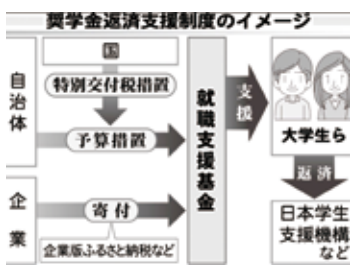 奨学金返済支援制度のイメージ
国
自治体
特別交付税措置
予算措置
企業
寄付
企業版ふるさと納税など
就職支援基金
支援
大学生ら
返済
日本学生
支援機構
など